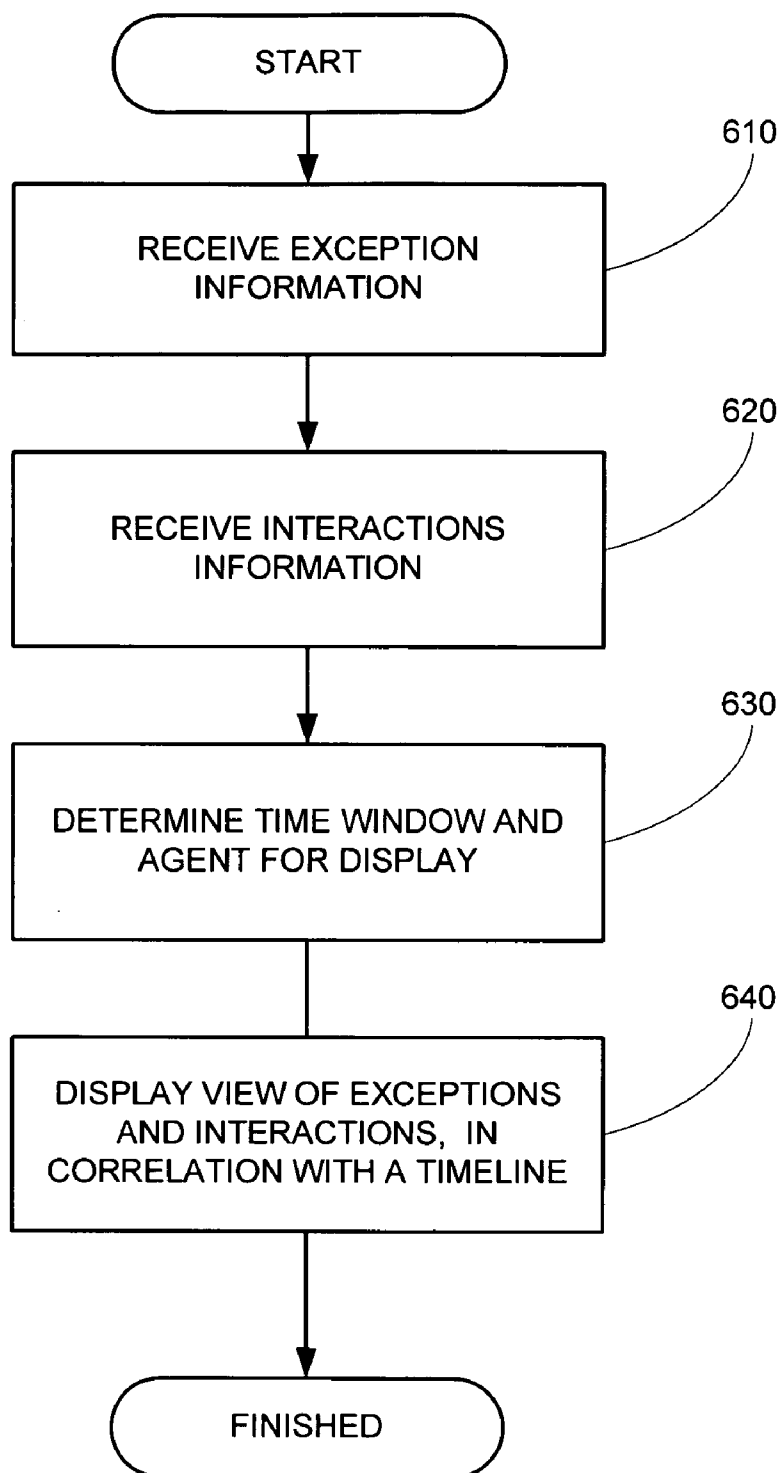 START
610
RECEIVE EXCEPTION
INFORMATION
620
RECEIVE INTERACTIONS
INFORMATION
630
DETERMINE TIME WINDOW AND
AGENT FOR DISPLAY
640
DISPLAY VIEW OF EXCEPTIONS
AND INTERACTIONS, IN
CORRELATION WITH A TIMELINE
FINISHED